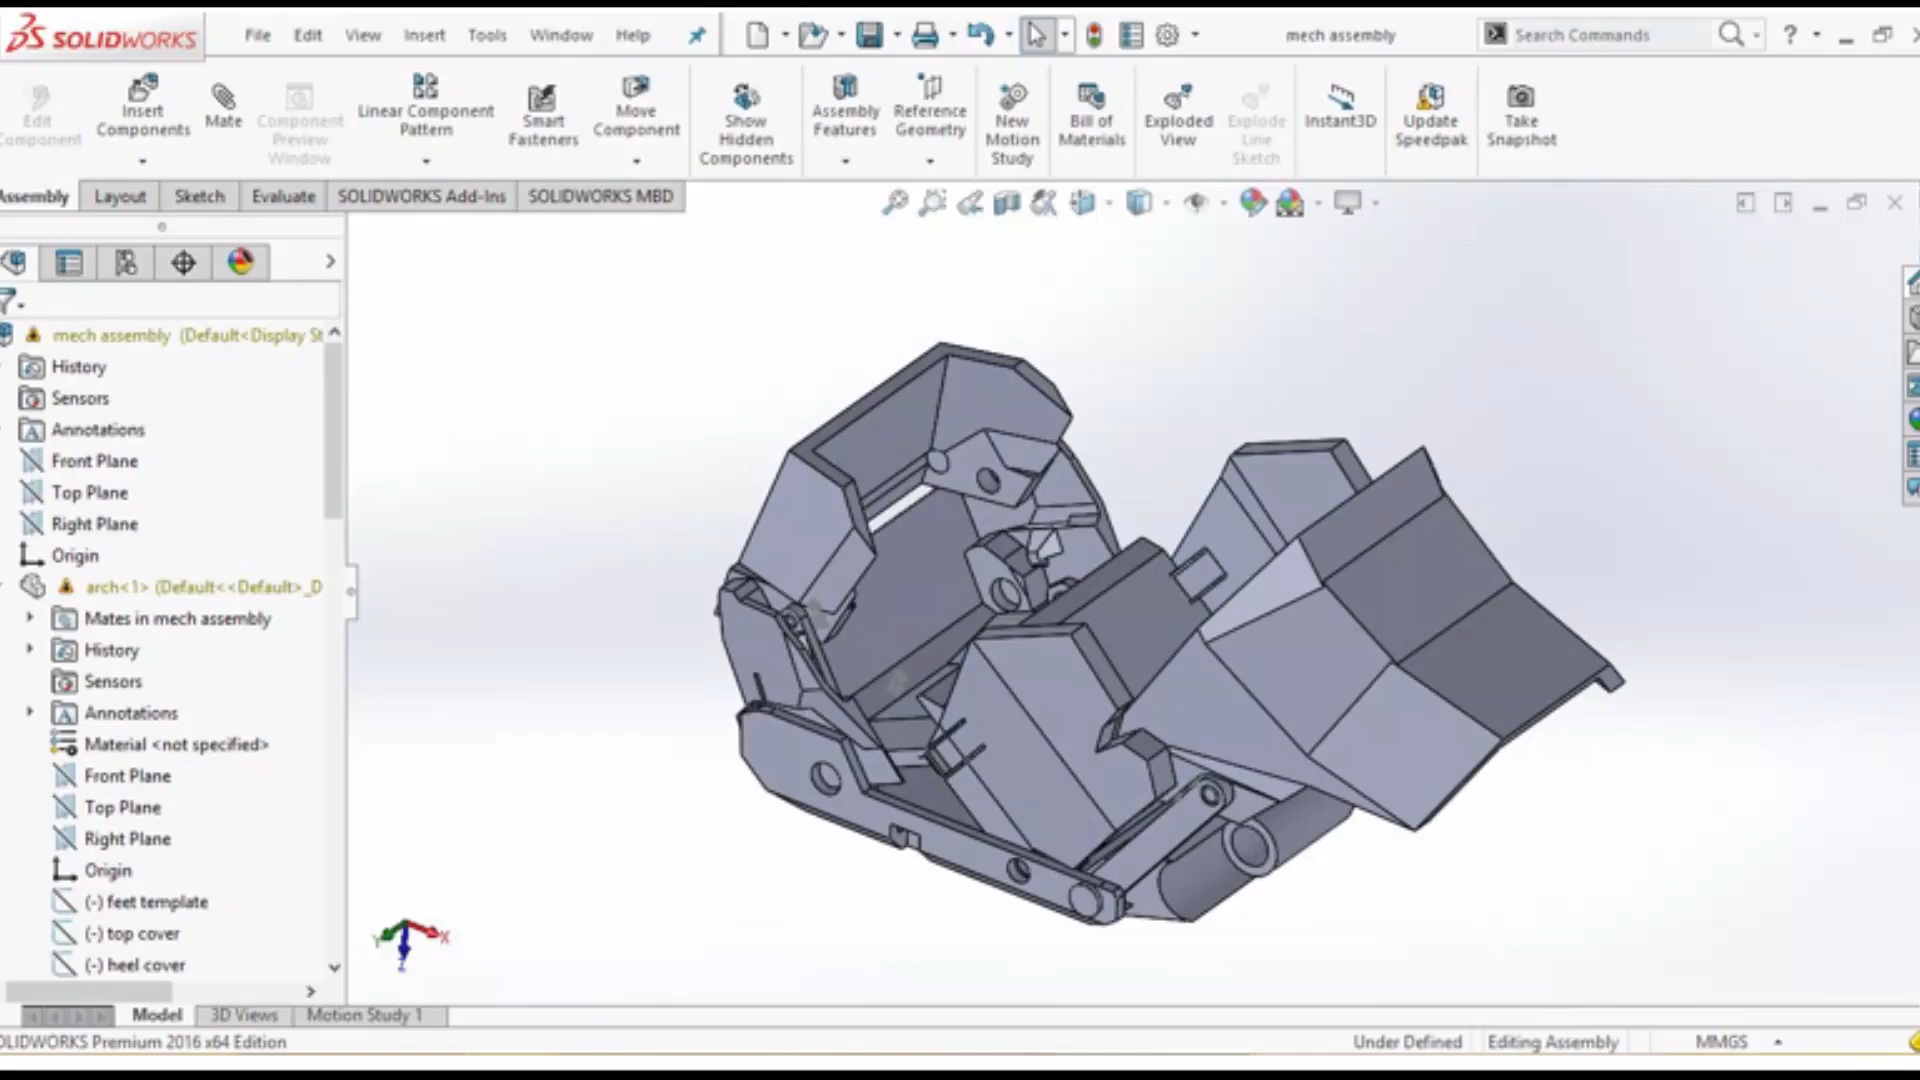 SOLIDWORKS File Edit View Insert Tools Window Help mech assembly Search Commands ?
Edit Component
Insert Components
Mate
Component Preview Window
Linear Component Pattern
Smart Fasteners
Move Component
Show Hidden Components
Assembly Features
Reference Geometry
New Motion Study
Bill of Materials
Exploded View
Explode Line Sketch
Instant3D
Update Speedpak
Take Snapshot
Assembly Layout Sketch Evaluate SOLIDWORKS Add-Ins SOLIDWORKS MBD
mech assembly (Default<Display St
History
Sensors
Annotations
Front Plane
Top Plane
Right Plane
Origin
arch<1> (Default<<Default>_D
Mates in mech assembly
History
Sensors
Annotations
Material <not specified>
Front Plane
Top Plane
Right Plane
Origin
(-) feet template
(-) top cover
(-) heel cover
Y X
Z
Model 3D Views Motion Study 1
OLIDWORKS Premium 2016 x64 Edition Under Defined Editing Assembly MMGS